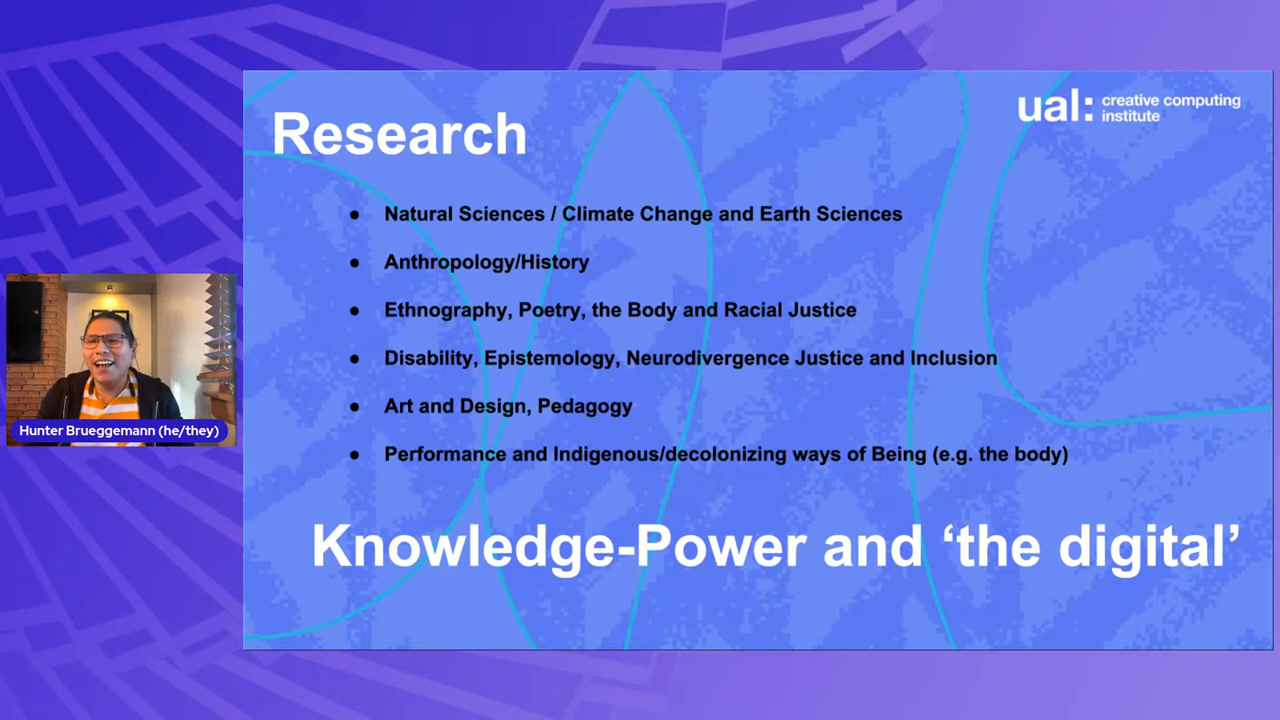 Research
ual: creative computing
institute
● Natural Sciences / Climate Change and Earth Sciences
● Anthropology/History
● Ethnography, Poetry, the Body and Racial Justice
● Disability, Epistemology, Neurodivergence Justice and Inclusion
● Art and Design, Pedagogy
● Performance and Indigenous/decolonizing ways of Being (e.g. the body)
Hunter Brueggemann (he/they)
Knowledge-Power and ‘the digital’